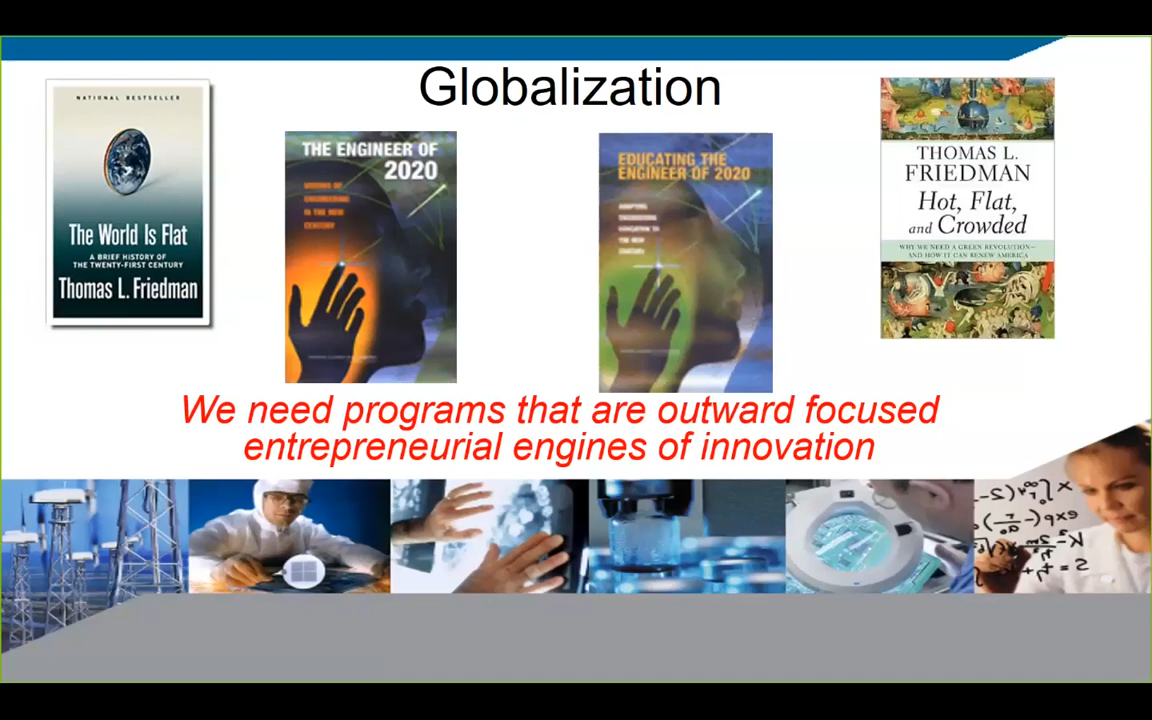 Globalization
NATIONAL BESTSELLER
The World Is Flat
A BRIEF HISTORY OF
THE TWENTY-FIRST CENTURY
Thomas L. Friedman
THE ENGINEER OF
2020
VISIONS OF
ENGINEERING
IN THE NEW
CENTURY
EDUCATING THE
ENGINEER OF 2020
ADAPTING
ENGINEERING
EDUCATION TO
THE NEW
CENTURY
THOMAS L.
FRIEDMAN
Hot, Flat,
and Crowded
WHY WE NEED A GREEN REVOLUTION—
AND HOW IT CAN RENEW AMERICA
We need programs that are outward focused
entrepreneurial engines of innovation